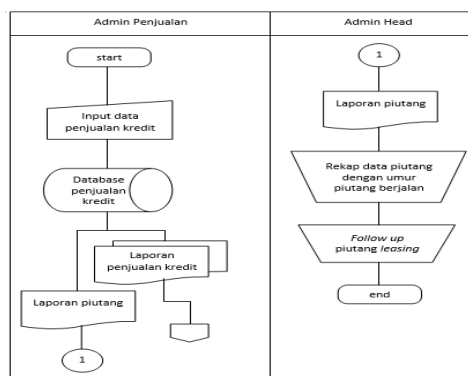 Admin Penjualan
start
Input data
penjualan kredit
Database
penjualan
kredit
Laporan
penjualan kredit
Laporan piutang
1
Admin Head
1
Laporan piutang
Rekap data piutang
dengan umur
piutang berjalan
Follow up
piutang leasing
end